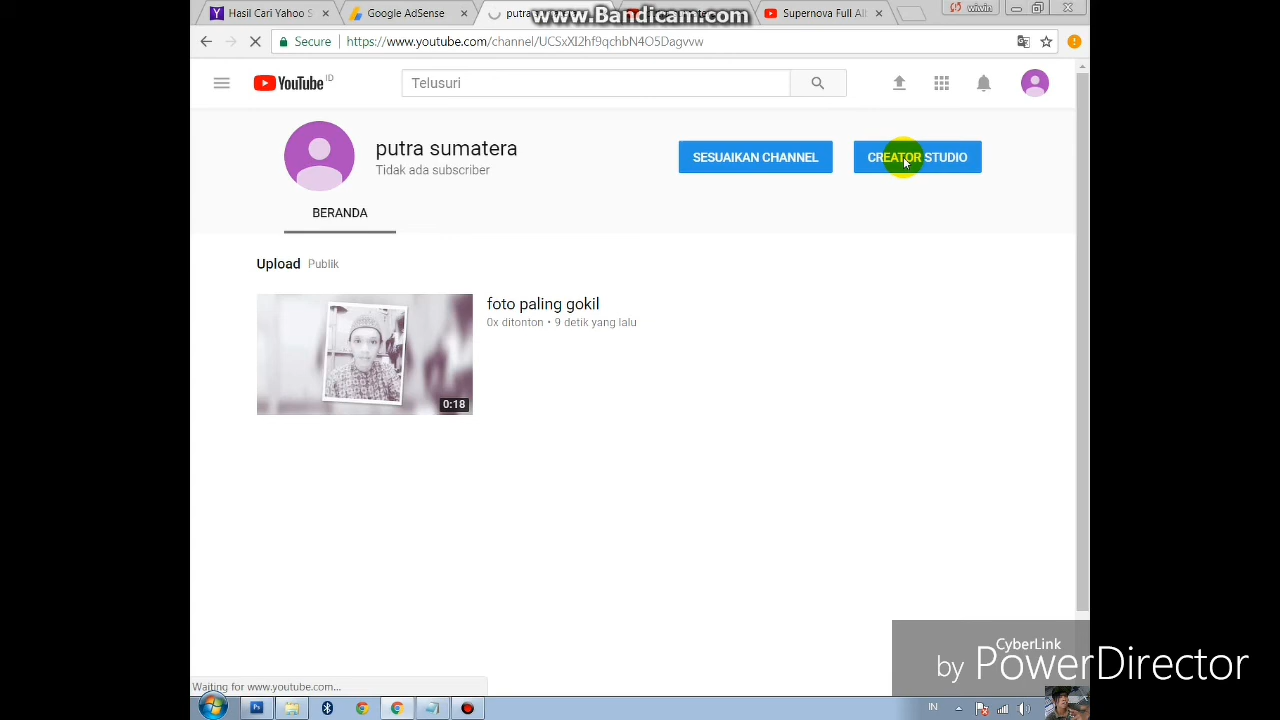 Hasil Cari Yahoo S
Google AdSense
putra
www.Bandicam.com
Supernova Full Al
wiwin
Secure
https://www.youtube.com/channel/UCSxXI2hf9qchbN4O5Dagvvw
YouTube ID
Telusuri
putra sumatera
Tidak ada subscriber
SESUAIKAN CHANNEL
CREATOR STUDIO
BERANDA
Upload Publik
foto paling gokil
0x ditonton • 9 detik yang lalu
0:18
CyberLink
by PowerDirector
Waiting for www.youtube.com...
IN